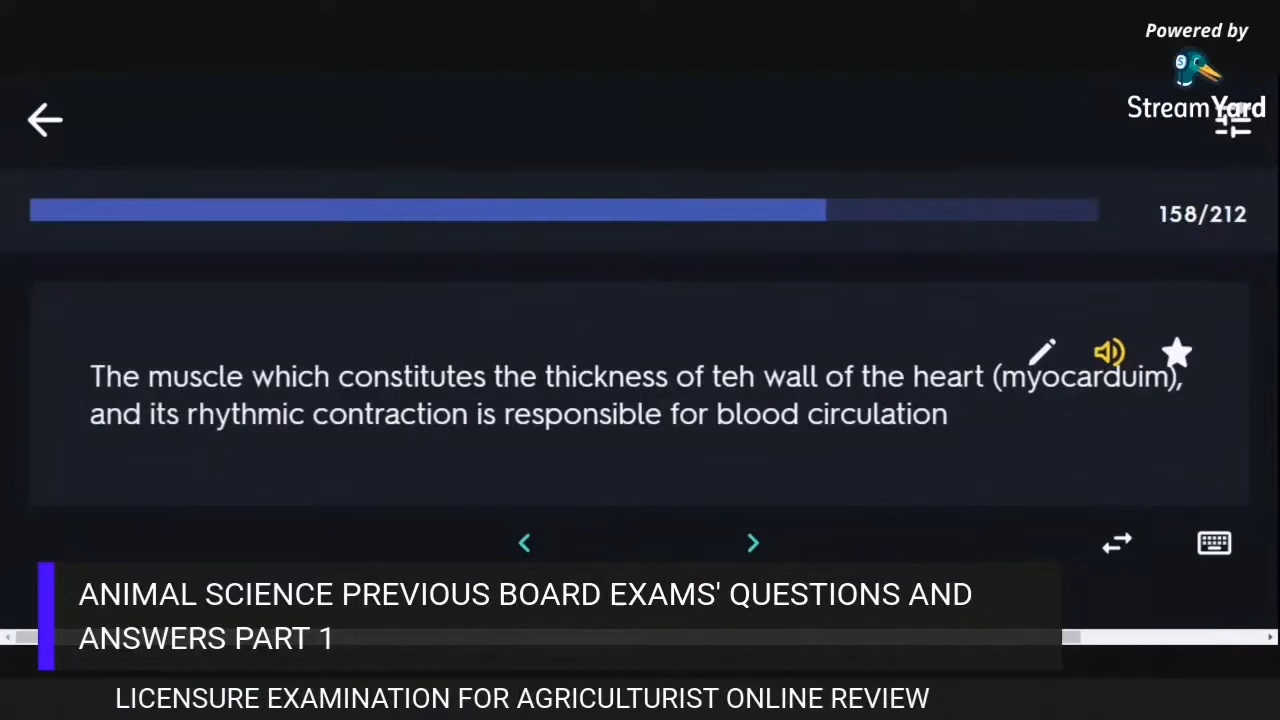 Powered by
StreamYard
158/212
The muscle which constitutes the thickness of teh wall of the heart (myocarduim),
and its rhythmic contraction is responsible for blood circulation
ANIMAL SCIENCE PREVIOUS BOARD EXAMS' QUESTIONS AND
ANSWERS PART 1
LICENSURE EXAMINATION FOR AGRICULTURIST ONLINE REVIEW